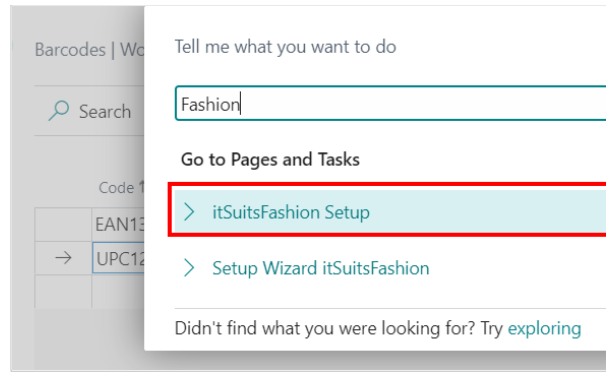 Barcodes | Wo
Tell me what you want to do
Search
Fashion
Go to Pages and Tasks
Code
itSuitsFashion Setup
EAN13
UPC12
Setup Wizard itSuitsFashion
Didn't find what you were looking for? Try exploring